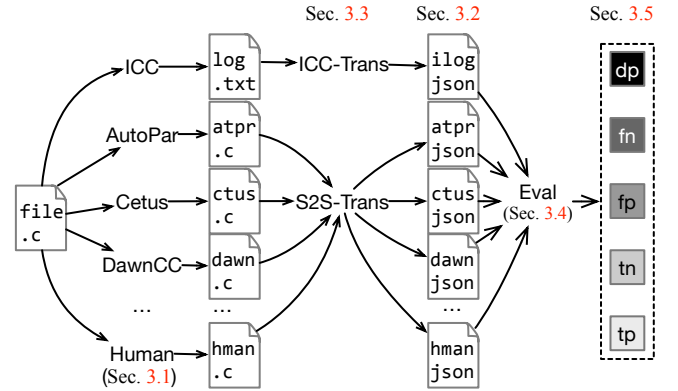 Sec. 3.3 Sec. 3.2 Sec. 3.5
ICC log ICC-Trans ilog
.txt json
dp
AutoPar atpr atpr
.c json
fn
file Cetus ctus S2S-Trans ctus Eval fp
.c .c json (Sec. 3.4)
DawnCC dawn dawn tn
.c json
... ... ...
Human hman hman tp
(Sec. 3.1) .c json